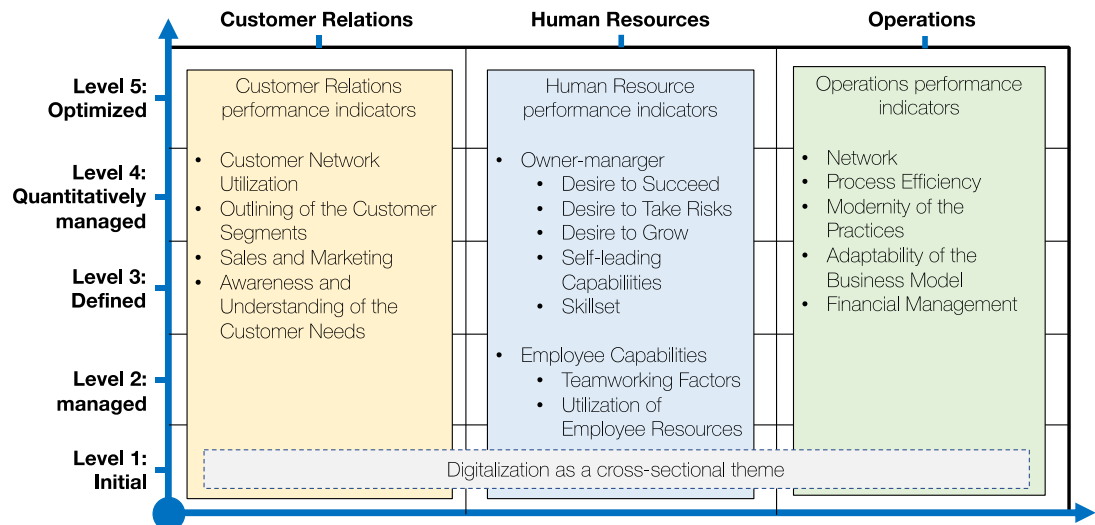 Customer Relations
Human Resources
Operations
Level 5:
Optimized
Level 4:
Quantitatively
managed
Level 3:
Defined
Level 2:
managed
Level 1:
Initial
Customer Relations
performance indicators
• Customer Network
Utilization
• Outlining of the Customer
Segments
• Sales and Marketing
• Awareness and
Understanding of the
Customer Needs
Human Resource
performance indicators
• Owner-manarger
• Desire to Succeed
• Desire to Take Risks
• Desire to Grow
• Self-leading
Capabilities
• Skillset
• Employee Capabilities
• Teamworking Factors
• Utilization of
Employee Resources
Operations performance
indicators
• Network
• Process Efficiency
• Modernity of the
Practices
• Adaptability of the
Business Model
• Financial Management
Digitalization as a cross-sectional theme